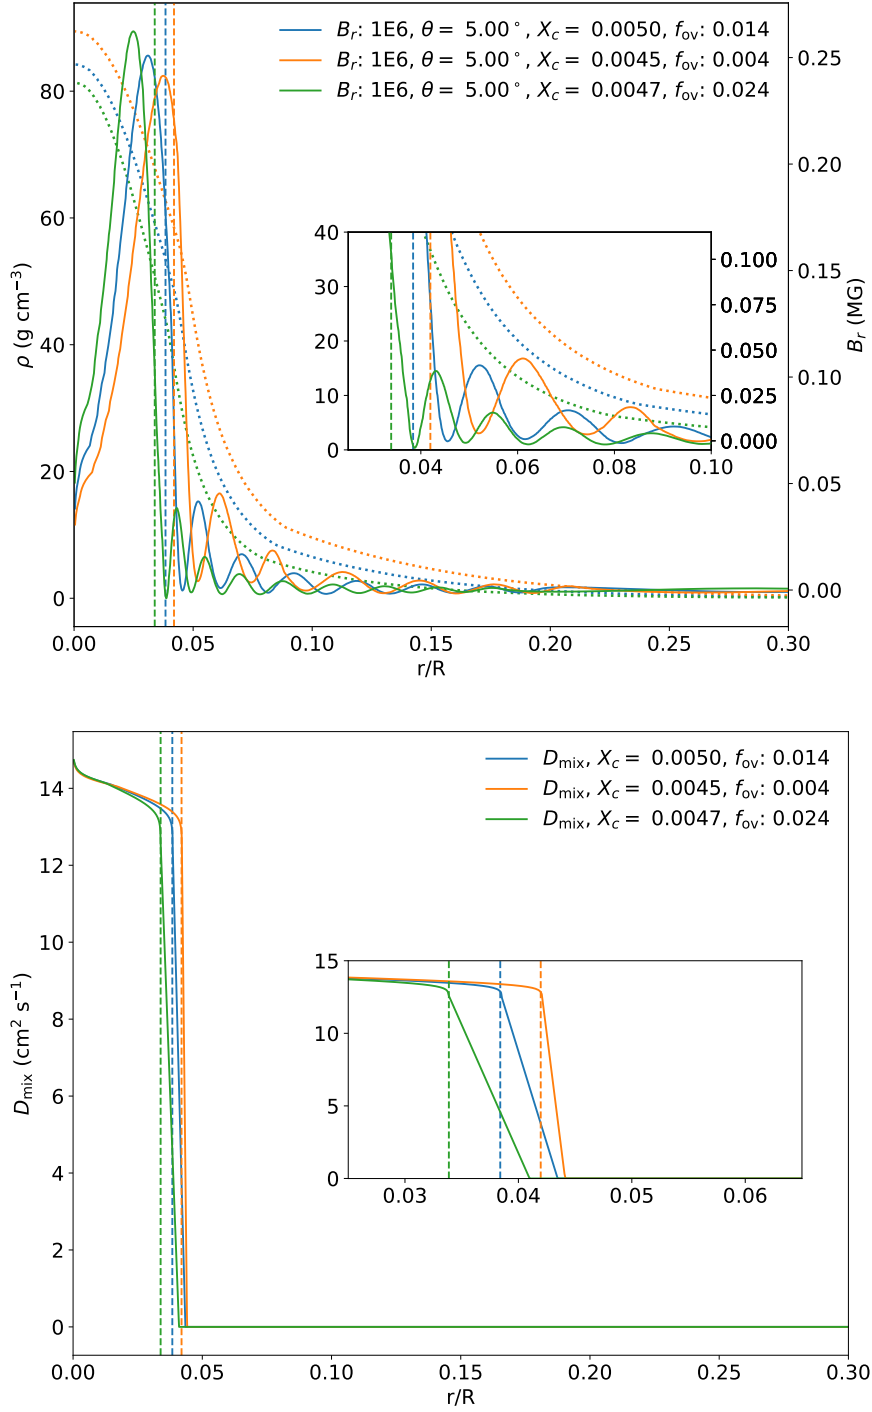 B_r: 1E6, θ = 5.00°, X_c = 0.0050, f_ov: 0.014
B_r: 1E6, θ = 5.00°, X_c = 0.0045, f_ov: 0.004
B_r: 1E6, θ = 5.00°, X_c = 0.0047, f_ov: 0.024
80
60
40
20
0
ρ (g cm⁻³)
0.25
0.20
0.15
0.10
0.05
0.00
B_r (MG)
40
30
20
10
0
0.100
0.075
0.050
0.025
0.000
0.04 0.06 0.08 0.10
0.00 0.05 0.10 0.15 0.20 0.25 0.30
r/R
D_mix, X_c = 0.0050, f_ov: 0.014
D_mix, X_c = 0.0045, f_ov: 0.004
D_mix, X_c = 0.0047, f_ov: 0.024
14
12
10
8
6
4
2
0
D_mix (cm² s⁻¹)
15
10
5
0
0.03 0.04 0.05 0.06
0.00 0.05 0.10 0.15 0.20 0.25 0.30
r/R